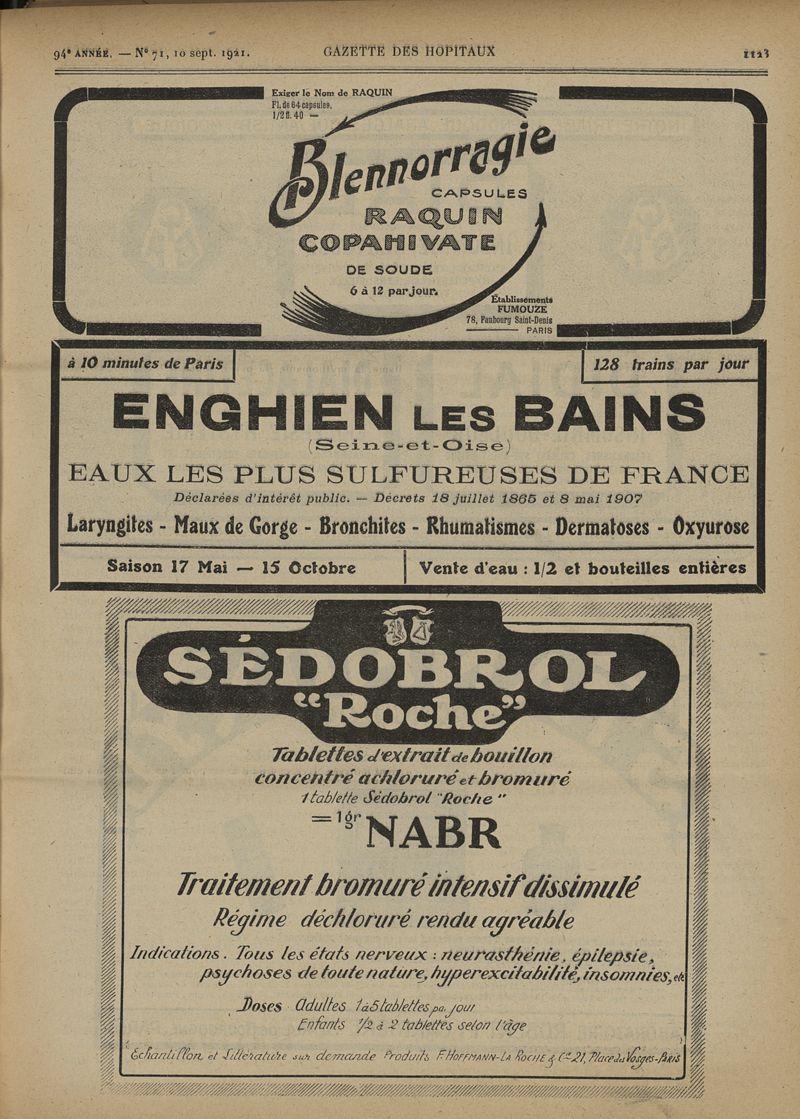 94e ANNÉE. — N° 71, 10 sept. 1921. GAZETTE DES HOPITAUX 1123
Exiger le Nom de RAQUIN
Fl. de 64 capsules.
1/2 fl. 40 —
Blennorragie
CAPSULES
RAQUIN
COPAHIVATE
DE SOUDE
6 à 12 par jour.
Établissements
FUMOUZE
78, Faubourg Saint-Denis
PARIS
à 10 minutes de Paris
128 trains par jour
ENGHIEN LES BAINS
(Seine-et-Oise)
EAUX LES PLUS SULFUREUSES DE FRANCE
Déclarées d'intérêt public. — Décrets 18 juillet 1865 et 8 mai 1907
Laryngites - Maux de Gorge - Bronchites - Rhumatismes - Dermatoses - Oxyurose
Saison 17 Mai — 15 Octobre
Vente d'eau : 1/2 et bouteilles entières
SÉDOBROL
"Roche"
Tablettes d'extrait de bouillon
concentré achloruré et bromuré
1 tablette Sédobrol "Roche"
= 1gr NABR
Traitement bromuré intensif dissimulé
Régime déchloruré rendu agréable
Indications. Tous les états nerveux : neurasthénie, épilepsie,
psychoses de toute nature, hyperexcitabilité, insomnies, etc
Doses Adultes 1 à 5 tablettes pa. jour
Enfants 1/2 à 2 tablettes selon l'âge
Echantillon et Littérature sur demande Produits F. HOFFMANN-LA ROCHE & Cie 21, Place des Vosges-Paris